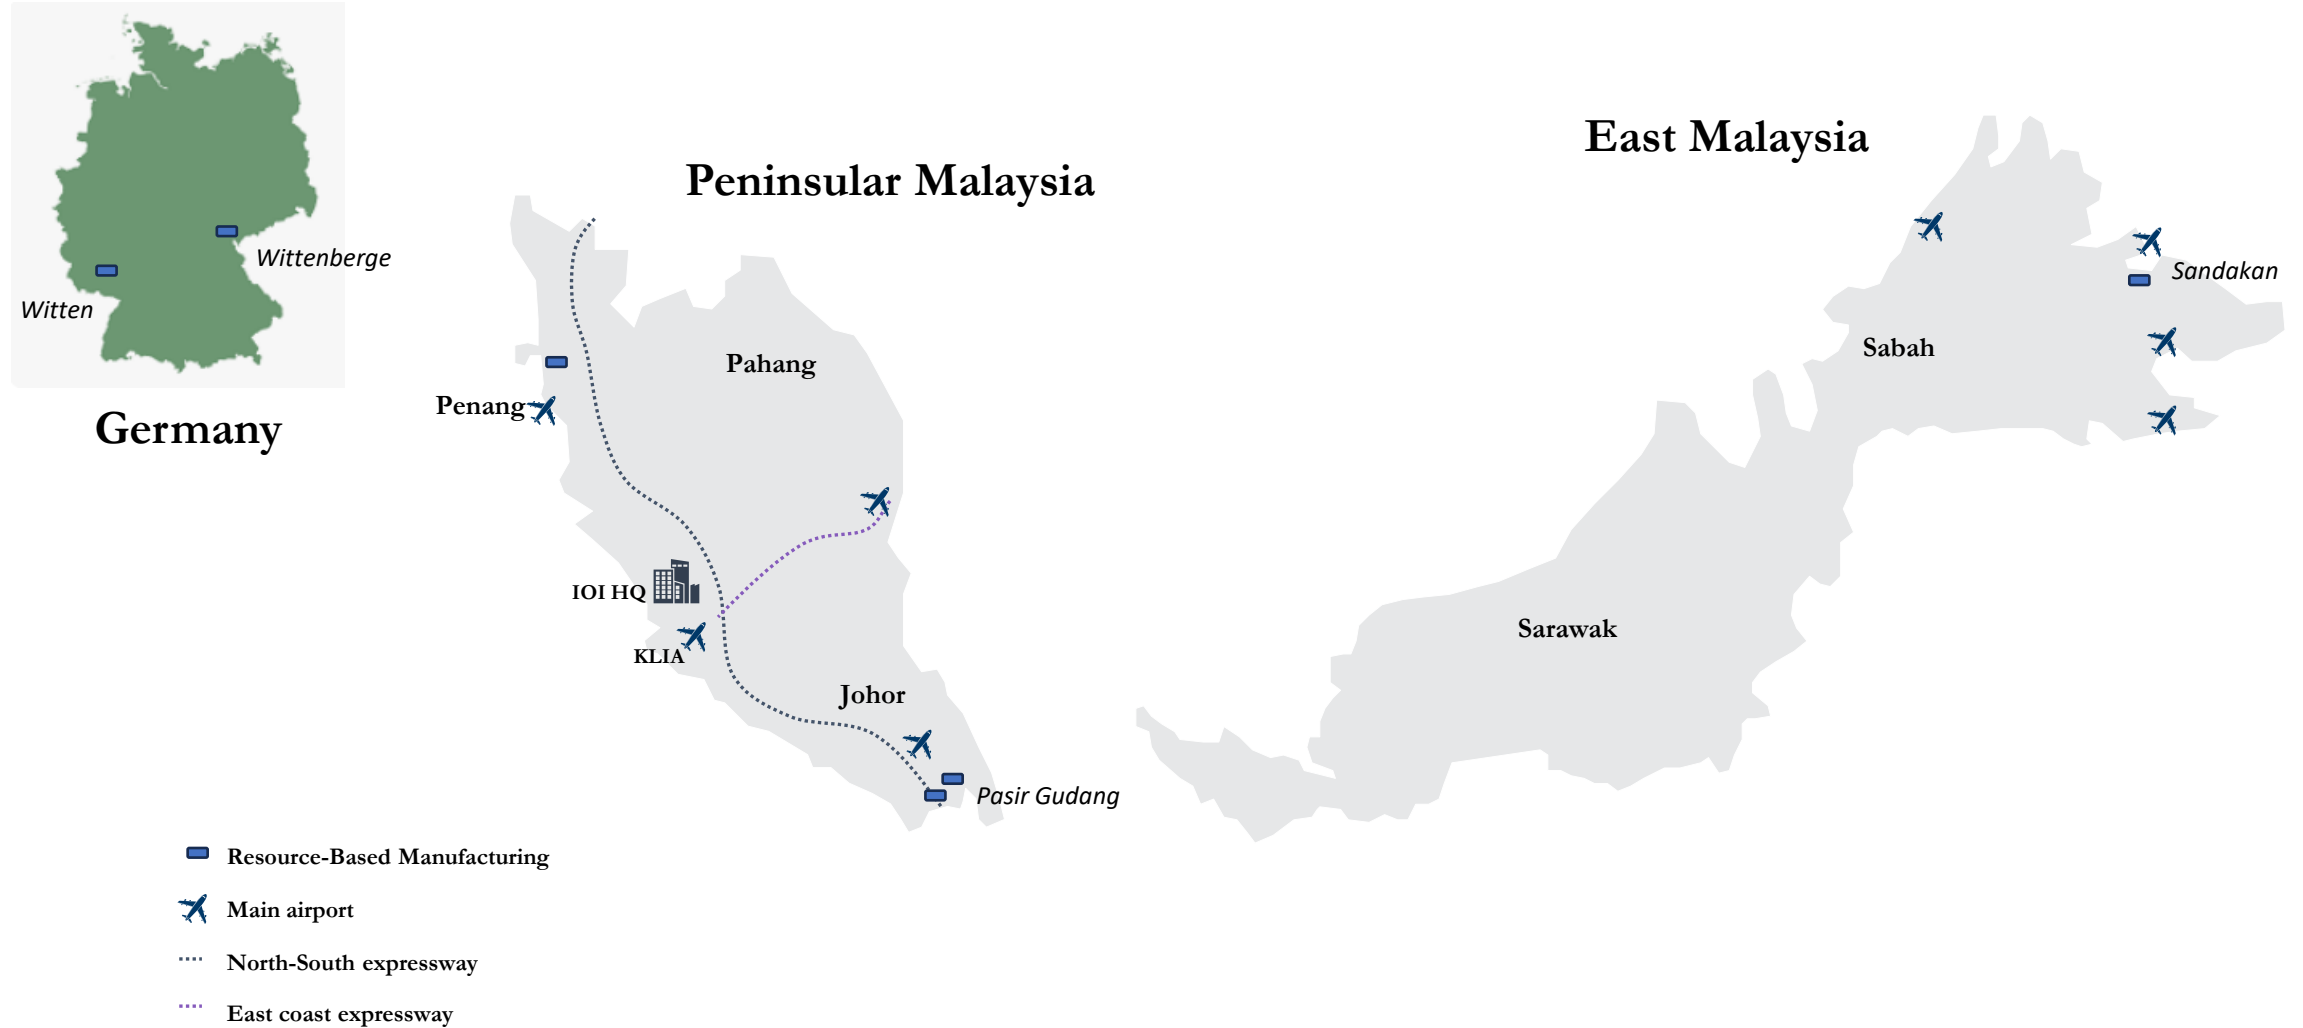 East Malaysia
Peninsular Malaysia
Wittenberge
Sandakan
Witten
Sabah
Pahang
Penang
Germany
IOI HQ
Sarawak
KLIA
Johor
Pasir Gudang
Resource-Based Manufacturing
Main airport
North-South expressway
East coast expressway